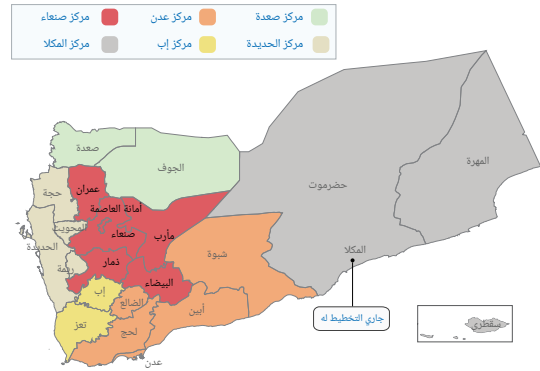 مركز صعدة
مركز عدن
مركز صنعاء
مركز الحديدة
مركز إب
مركز المكلا
صعدة
الجوف
المهرة
حضرموت
عمران
حجة
أمانة العاصمة
المحويت
صنعاء
مأرب
الحديدة
شبوة
المكلا
ريمة
ذمار
البيضاء
إب
الضالع
أبين
جاري التخطيط له
سقطري
تعز
لحج
عدن